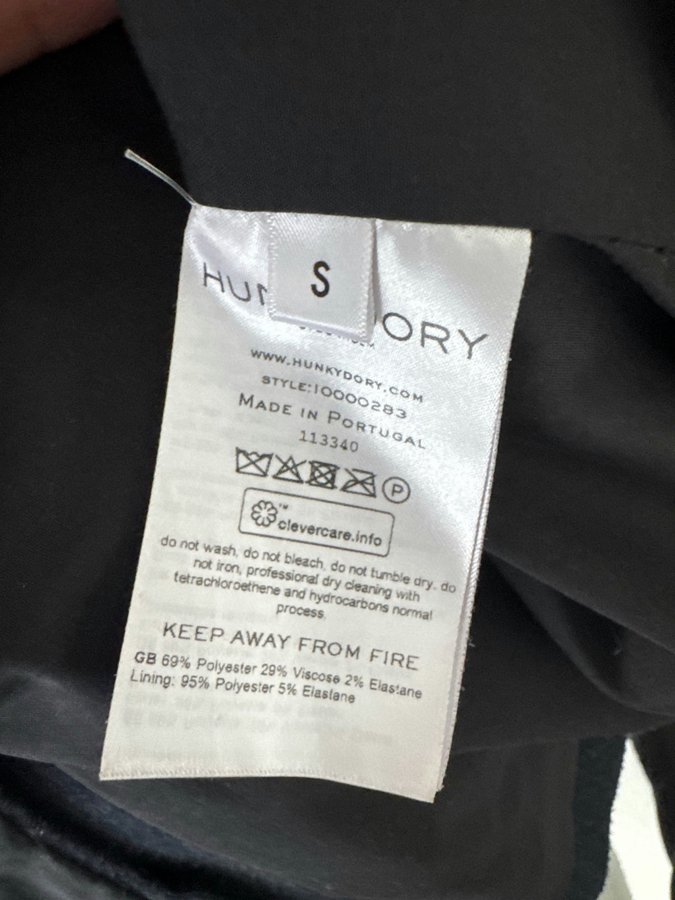 S
HUN ORY
WWW.HUNKYDORY.COM
STYLE:10000283
MADE IN PORTUGAL
113340
P
clevercare.info
do not wash, do not bleach, do not tumble dry, do
not iron, professional dry cleaning with
tetrachloroethene and hydrocarbons normal
process.
KEEP AWAY FROM FIRE
GB 69% Polyester 29% Viscose 2% Elastane
Lining: 95% Polyester 5% Elastane